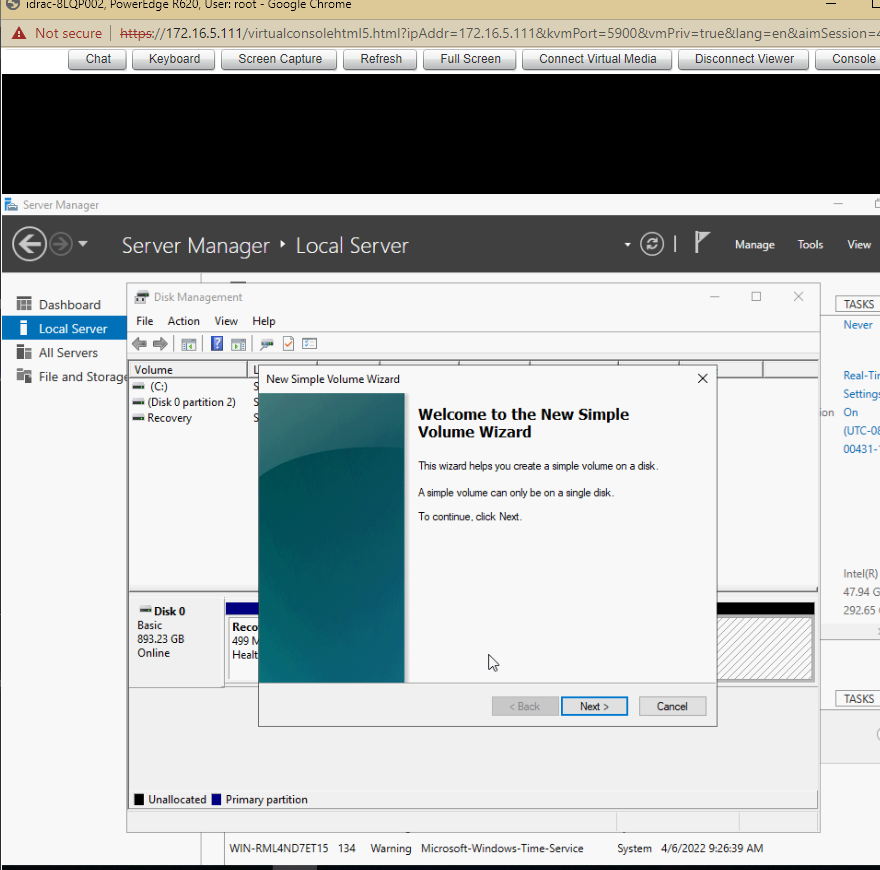 idrac-8LQP002, PowerEdge R620, User: root - Google Chrome
Not secure https://172.16.5.111/virtualconsolehtml5.html?ipAddr=172.16.5.111&kvmPort=5900&vmPriv=true&lang=en&aimSession=4
Chat Keyboard Screen Capture Refresh Full Screen Connect Virtual Media Disconnect Viewer Console
Server Manager
Server Manager Local Server Manage Tools View
Dashboard
Local Server
All Servers
File and Storage
Disk Management
File Action View Help
Volume
(C:)
(Disk 0 partition 2)
Recovery
New Simple Volume Wizard
Welcome to the New Simple
Volume Wizard
This wizard helps you create a simple volume on a disk.
A simple volume can only be on a single disk.
To continue, click Next.
< Back Next > Cancel
Disk 0
Basic
893.23 GB
Online
Reco
499 M
Healt
Unallocated Primary partition
TASKS
Never
Real-Tim
Settings
ion On
(UTC-08
00431-1
Intel(R)
47.94 G
292.65
TASKS
WIN-RML4ND7ET15 134 Warning Microsoft-Windows-Time-Service System 4/6/2022 9:26:39 AM